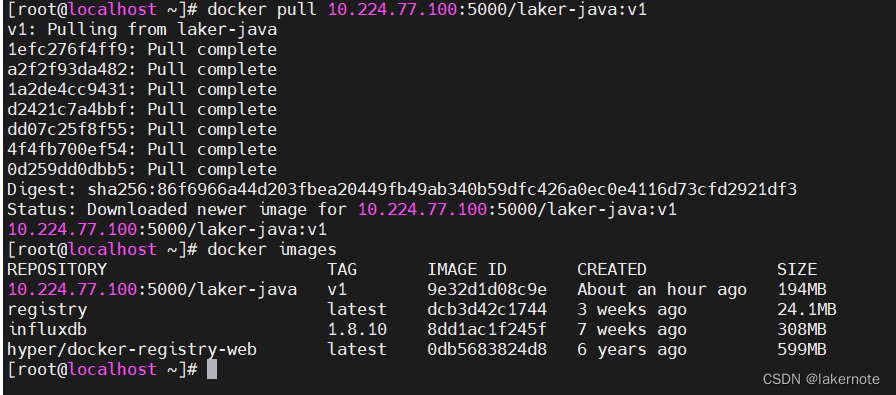 [root@localhost ~]# docker pull 10.224.77.100:5000/laker-java:v1
v1: Pulling from laker-java
1efc276f4ff9: Pull complete
a2f2f93da482: Pull complete
1a2de4cc9431: Pull complete
d2421c7a4bbf: Pull complete
dd07c25f8f55: Pull complete
4f4fb700ef54: Pull complete
0d259dd0dbb5: Pull complete
Digest: sha256:86f6966a44d203fbea20449fb49ab340b59dfc426a0ec0e4116d73cfd2921df3
Status: Downloaded newer image for 10.224.77.100:5000/laker-java:v1
10.224.77.100:5000/laker-java:v1
[root@localhost ~]# docker images
REPOSITORY TAG IMAGE ID CREATED SIZE
10.224.77.100:5000/laker-java v1 9e32d1d08c9e About an hour ago 194MB
registry latest dcb3d42c1744 3 weeks ago 24.1MB
influxdb 1.8.10 8dd1ac1f245f 7 weeks ago 308MB
hyper/docker-registry-web latest 0db5683824d8 6 years ago 599MB
[root@localhost ~]#
CSDN @lakernote